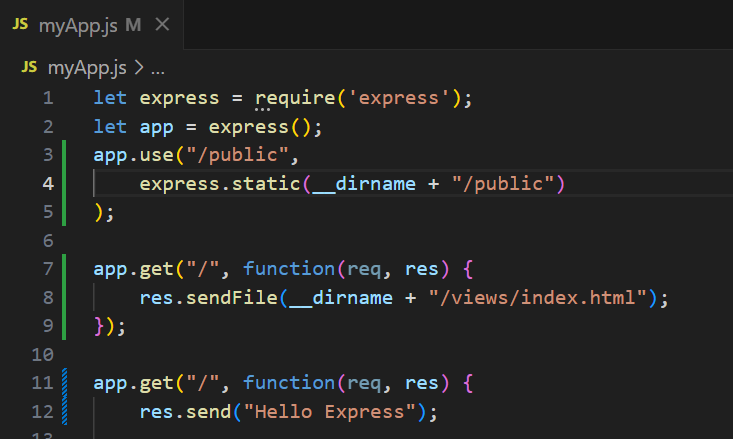 JS myApp.js M ×
JS myApp.js > ...
1 let express = require('express');
2 let app = express();
3 app.use("/public",
4     express.static(__dirname + "/public")
5 );
6
7 app.get("/", function(req, res) {
8     res.sendFile(__dirname + "/views/index.html");
9 });
10
11 app.get("/", function(req, res) {
12     res.send("Hello Express");
13